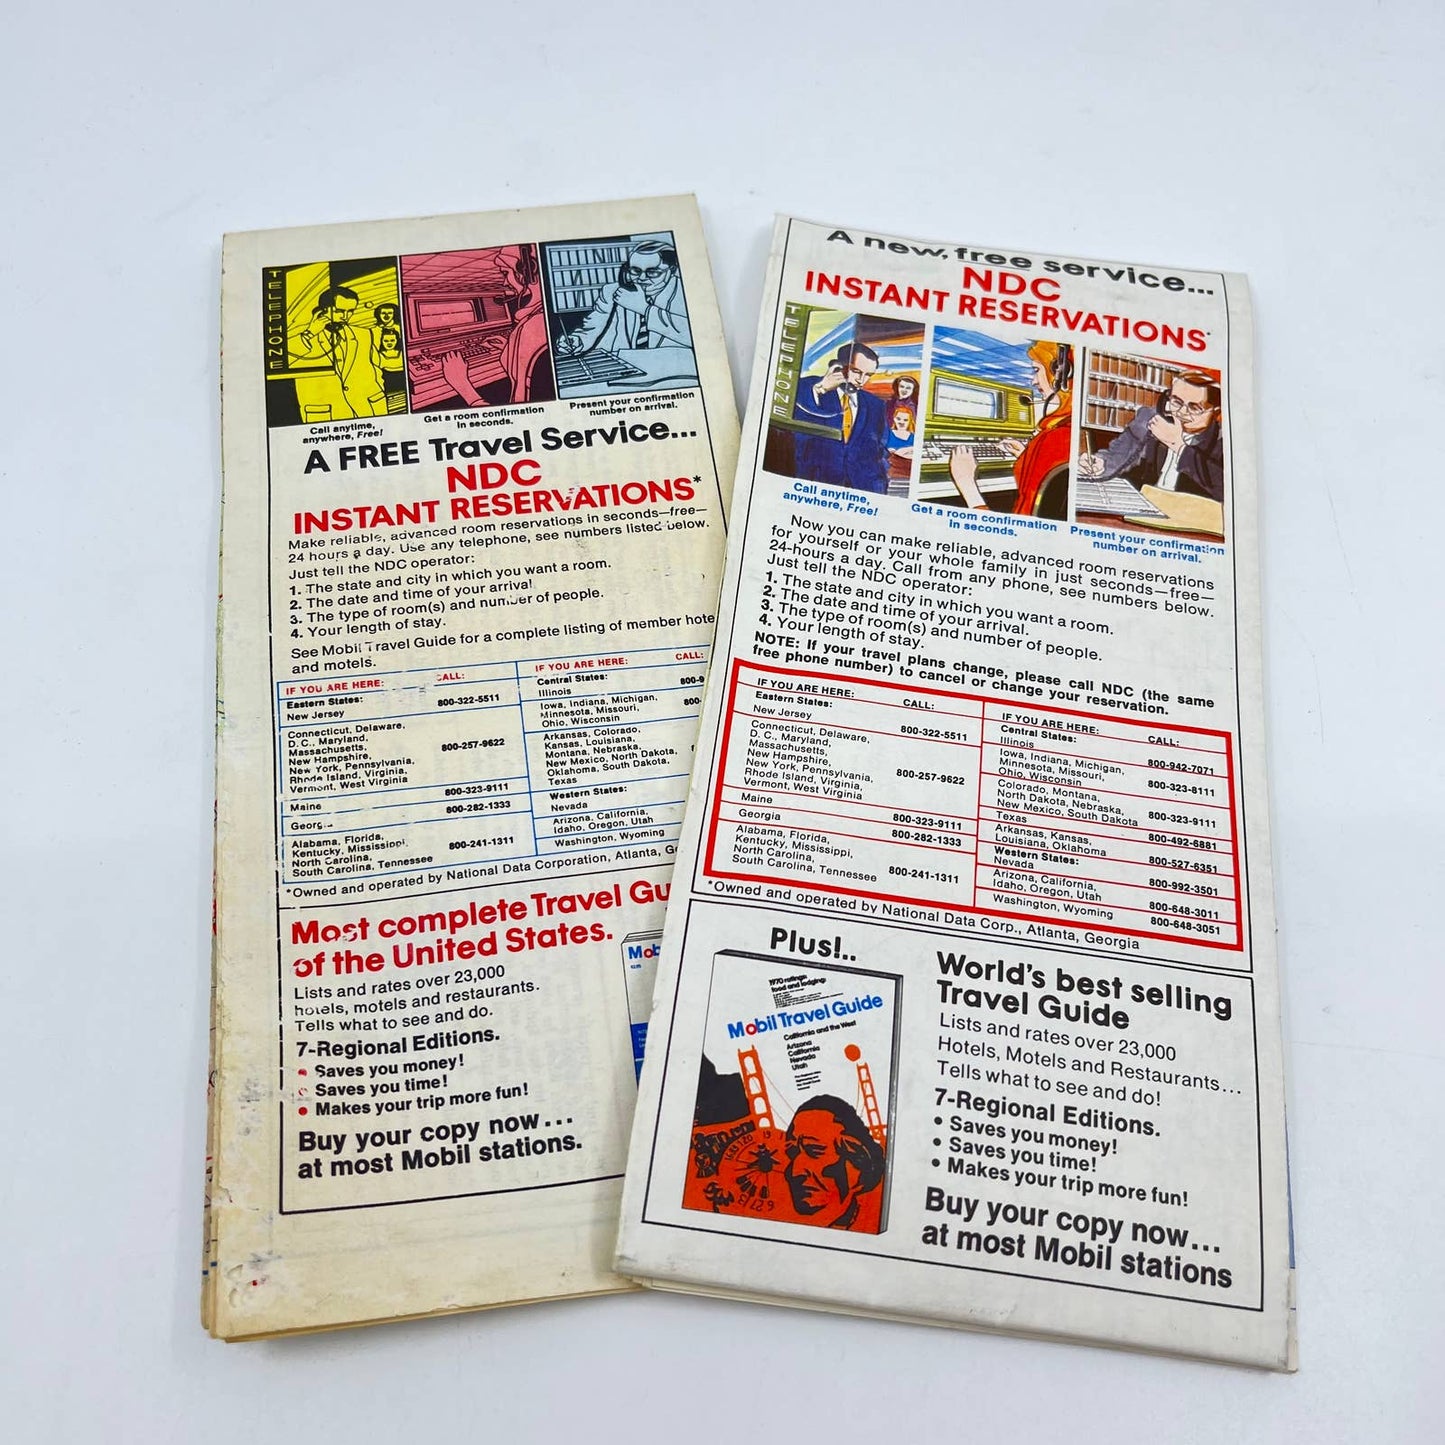 TELEPHONE
Call anytime,
anywhere, Free!
Get a room confirmation
in seconds.
Present your confirmation
number on arrival.
A FREE Travel Service...
NDC
INSTANT RESERVATIONS*
Make reliable, advanced room reservations in seconds—free—
24 hours a day. Use any telephone, see numbers listed below.
Just tell the NDC operator:
1. The state and city in which you want a room.
2. The date and time of your arrival!
3. The type of room(s) and number of people.
4. Your length of stay.
See Mobil Travel Guide for a complete listing of member hote
and motels.
IF YOU ARE HERE: CALL:
Eastern States:
New Jersey 800-322-5511
Connecticut, Delaware,
D. C., Maryland,
Massachusetts,
New Hampshire,
New York, Pennsylvania,
Rhode Island, Virginia,
Vermont, West Virginia
800-257-9622
Maine 800-323-9111
Georg 800-282-1333
Alabama, Florida,
Kentucky, Mississippi,
North Carolina,
South Carolina, Tennessee
800-241-1311
IF YOU ARE HERE: CALL:
Central States:
Illinois 800-9
Iowa, Indiana, Michigan,
Minnesota, Missouri,
Ohio, Wisconsin
800-
Arkansas, Colorado,
Kansas, Louisiana,
Montana, Nebraska,
New Mexico, North Dakota,
Oklahoma, South Dakota,
Texas
Western States:
Nevada
Arizona, California,
Idaho, Oregon, Utah
Washington, Wyoming
*Owned and operated by National Data Corporation, Atlanta, G
Most complete Travel Gu
of the United States.
Lists and rates over 23,000
hotels, motels and restaurants.
Tells what to see and do.
7-Regional Editions.
• Saves you money!
• Saves you time!
• Makes your trip more fun!
Buy your copy now...
at most Mobil stations.
Mob
A new, free service...
NDC
INSTANT RESERVATIONS*
TELEPHONE
Call anytime,
anywhere, Free!
Get a room confirmation
in seconds.
Present your confirmation
number on arrival.
Now you can make reliable, advanced room reservations
for yourself or your whole family in just seconds—free—
24-hours a day. Call from any phone, see numbers below.
Just tell the NDC operator:
1. The state and city in which you want a room.
2. The date and time of your arrival.
3. The type of room(s) and number of people.
4. Your length of stay.
NOTE: If your travel plans change, please call NDC (the same
free phone number) to cancel or change your reservation.
IF YOU ARE HERE: CALL:
Eastern States:
New Jersey 800-322-5511
Connecticut, Delaware,
D. C., Maryland,
Massachusetts,
New Hampshire,
New York, Pennsylvania,
Rhode Island, Virginia,
Vermont, West Virginia
800-257-9622
Maine 800-323-9111
Georgia 800-282-1333
Alabama, Florida,
Kentucky, Mississippi,
North Carolina,
South Carolina, Tennessee
800-241-1311
IF YOU ARE HERE: CALL:
Central States:
Illinois 800-942-7071
Iowa, Indiana, Michigan,
Minnesota, Missouri,
Ohio, Wisconsin
800-323-8111
Colorado, Montana,
North Dakota, Nebraska,
New Mexico, South Dakota
800-323-9111
Texas 800-492-6881
Arkansas, Kansas,
Louisiana, Oklahoma
800-527-6351
Western States:
Nevada 800-992-3501
Arizona, California,
Idaho, Oregon, Utah
800-648-3011
Washington, Wyoming 800-648-3051
*Owned and operated by National Data Corp., Atlanta, Georgia
Plus!..
1970 ratings
food and lodging
Mobil Travel Guide
California and the West
Arizona
California
Nevada
Utah
World's best selling
Travel Guide
Lists and rates over 23,000
Hotels, Motels and Restaurants...
Tells what to see and do!
7-Regional Editions.
• Saves you money!
• Saves you time!
• Makes your trip more fun!
Buy your copy now...
at most Mobil stations